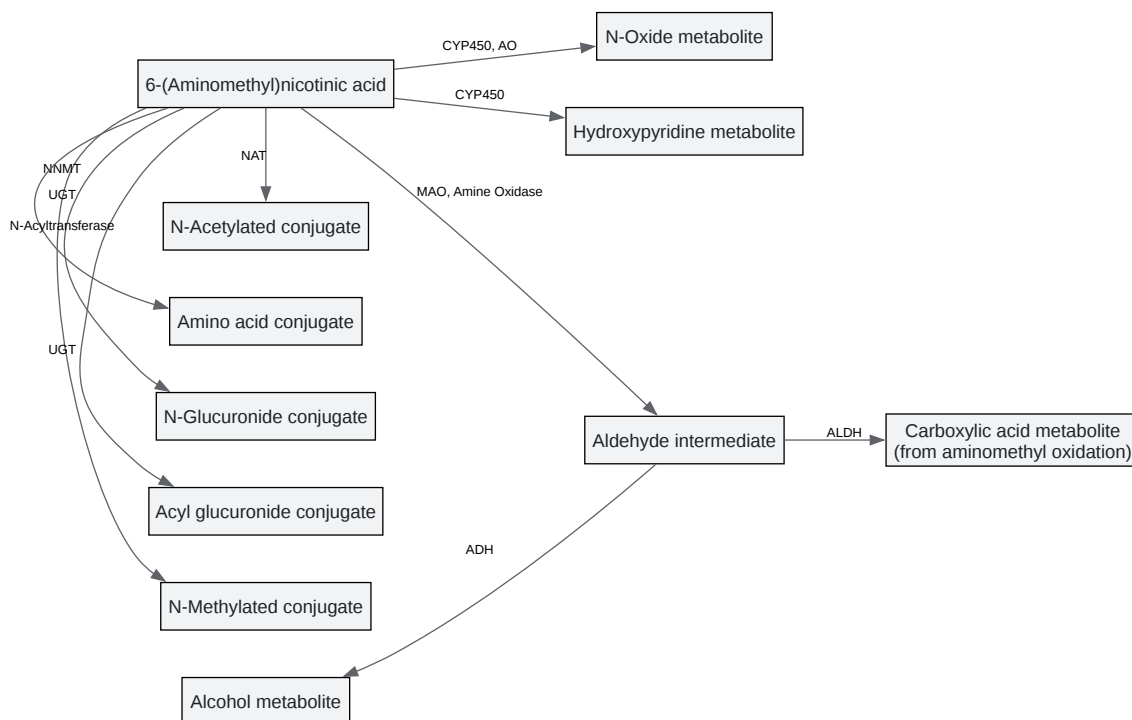 N-Oxide metabolite
CYP450, AO
6-(Aminomethyl)nicotinic acid
CYP450
Hydroxypyridine metabolite
NNMT
NAT
UGT
MAO, Amine Oxidase
N-Acyltransferase
N-Acetylated conjugate
Amino acid conjugate
UGT
N-Glucuronide conjugate
Aldehyde intermediate
ALDH
Carboxylic acid metabolite
(from aminomethyl oxidation)
Acyl glucuronide conjugate
ADH
N-Methylated conjugate
Alcohol metabolite